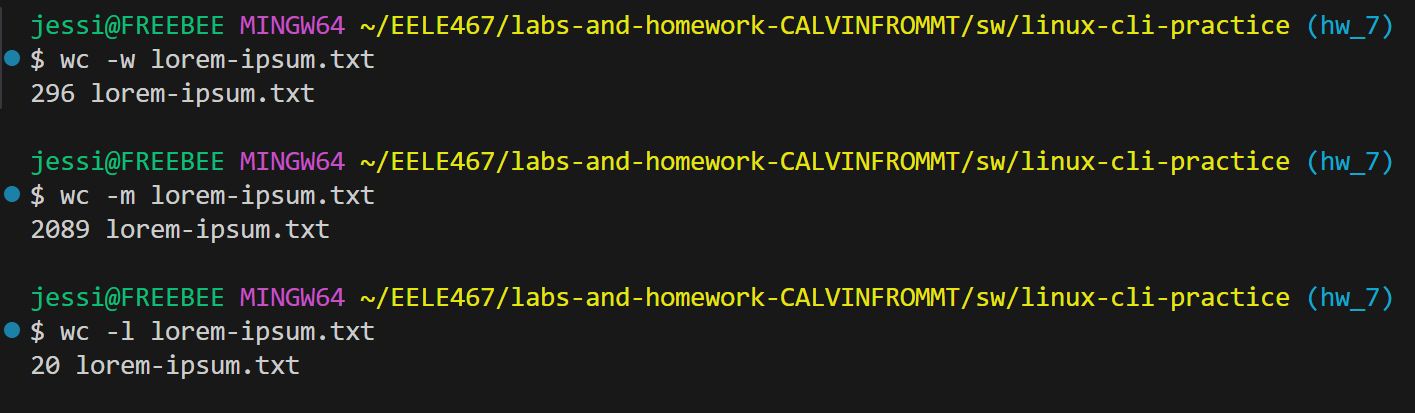 jessi@FREEBEE MINGW64 ~/EELE467/labs-and-homework-CALVINFROMMT/sw/linux-cli-practice (hw_7)
$ wc -w lorem-ipsum.txt
296 lorem-ipsum.txt
jessi@FREEBEE MINGW64 ~/EELE467/labs-and-homework-CALVINFROMMT/sw/linux-cli-practice (hw_7)
$ wc -m lorem-ipsum.txt
2089 lorem-ipsum.txt
jessi@FREEBEE MINGW64 ~/EELE467/labs-and-homework-CALVINFROMMT/sw/linux-cli-practice (hw_7)
$ wc -l lorem-ipsum.txt
20 lorem-ipsum.txt